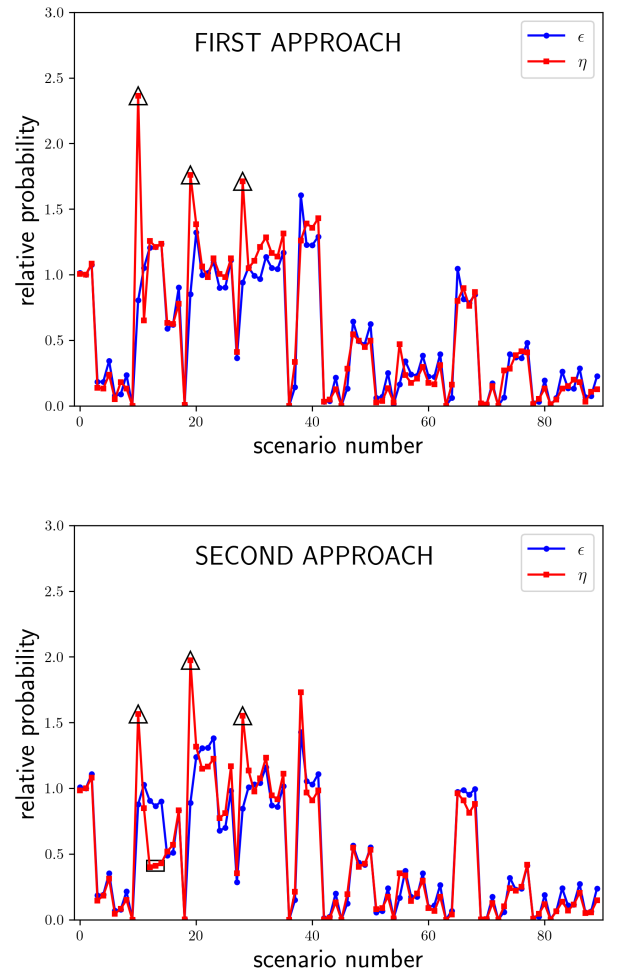 3.0
FIRST APPROACH
ϵ
η
2.5
2.0
1.5
1.0
0.5
0.0
relative probability
0 20 40 60 80
scenario number
3.0
SECOND APPROACH
ϵ
η
2.5
2.0
1.5
1.0
0.5
0.0
relative probability
0 20 40 60 80
scenario number